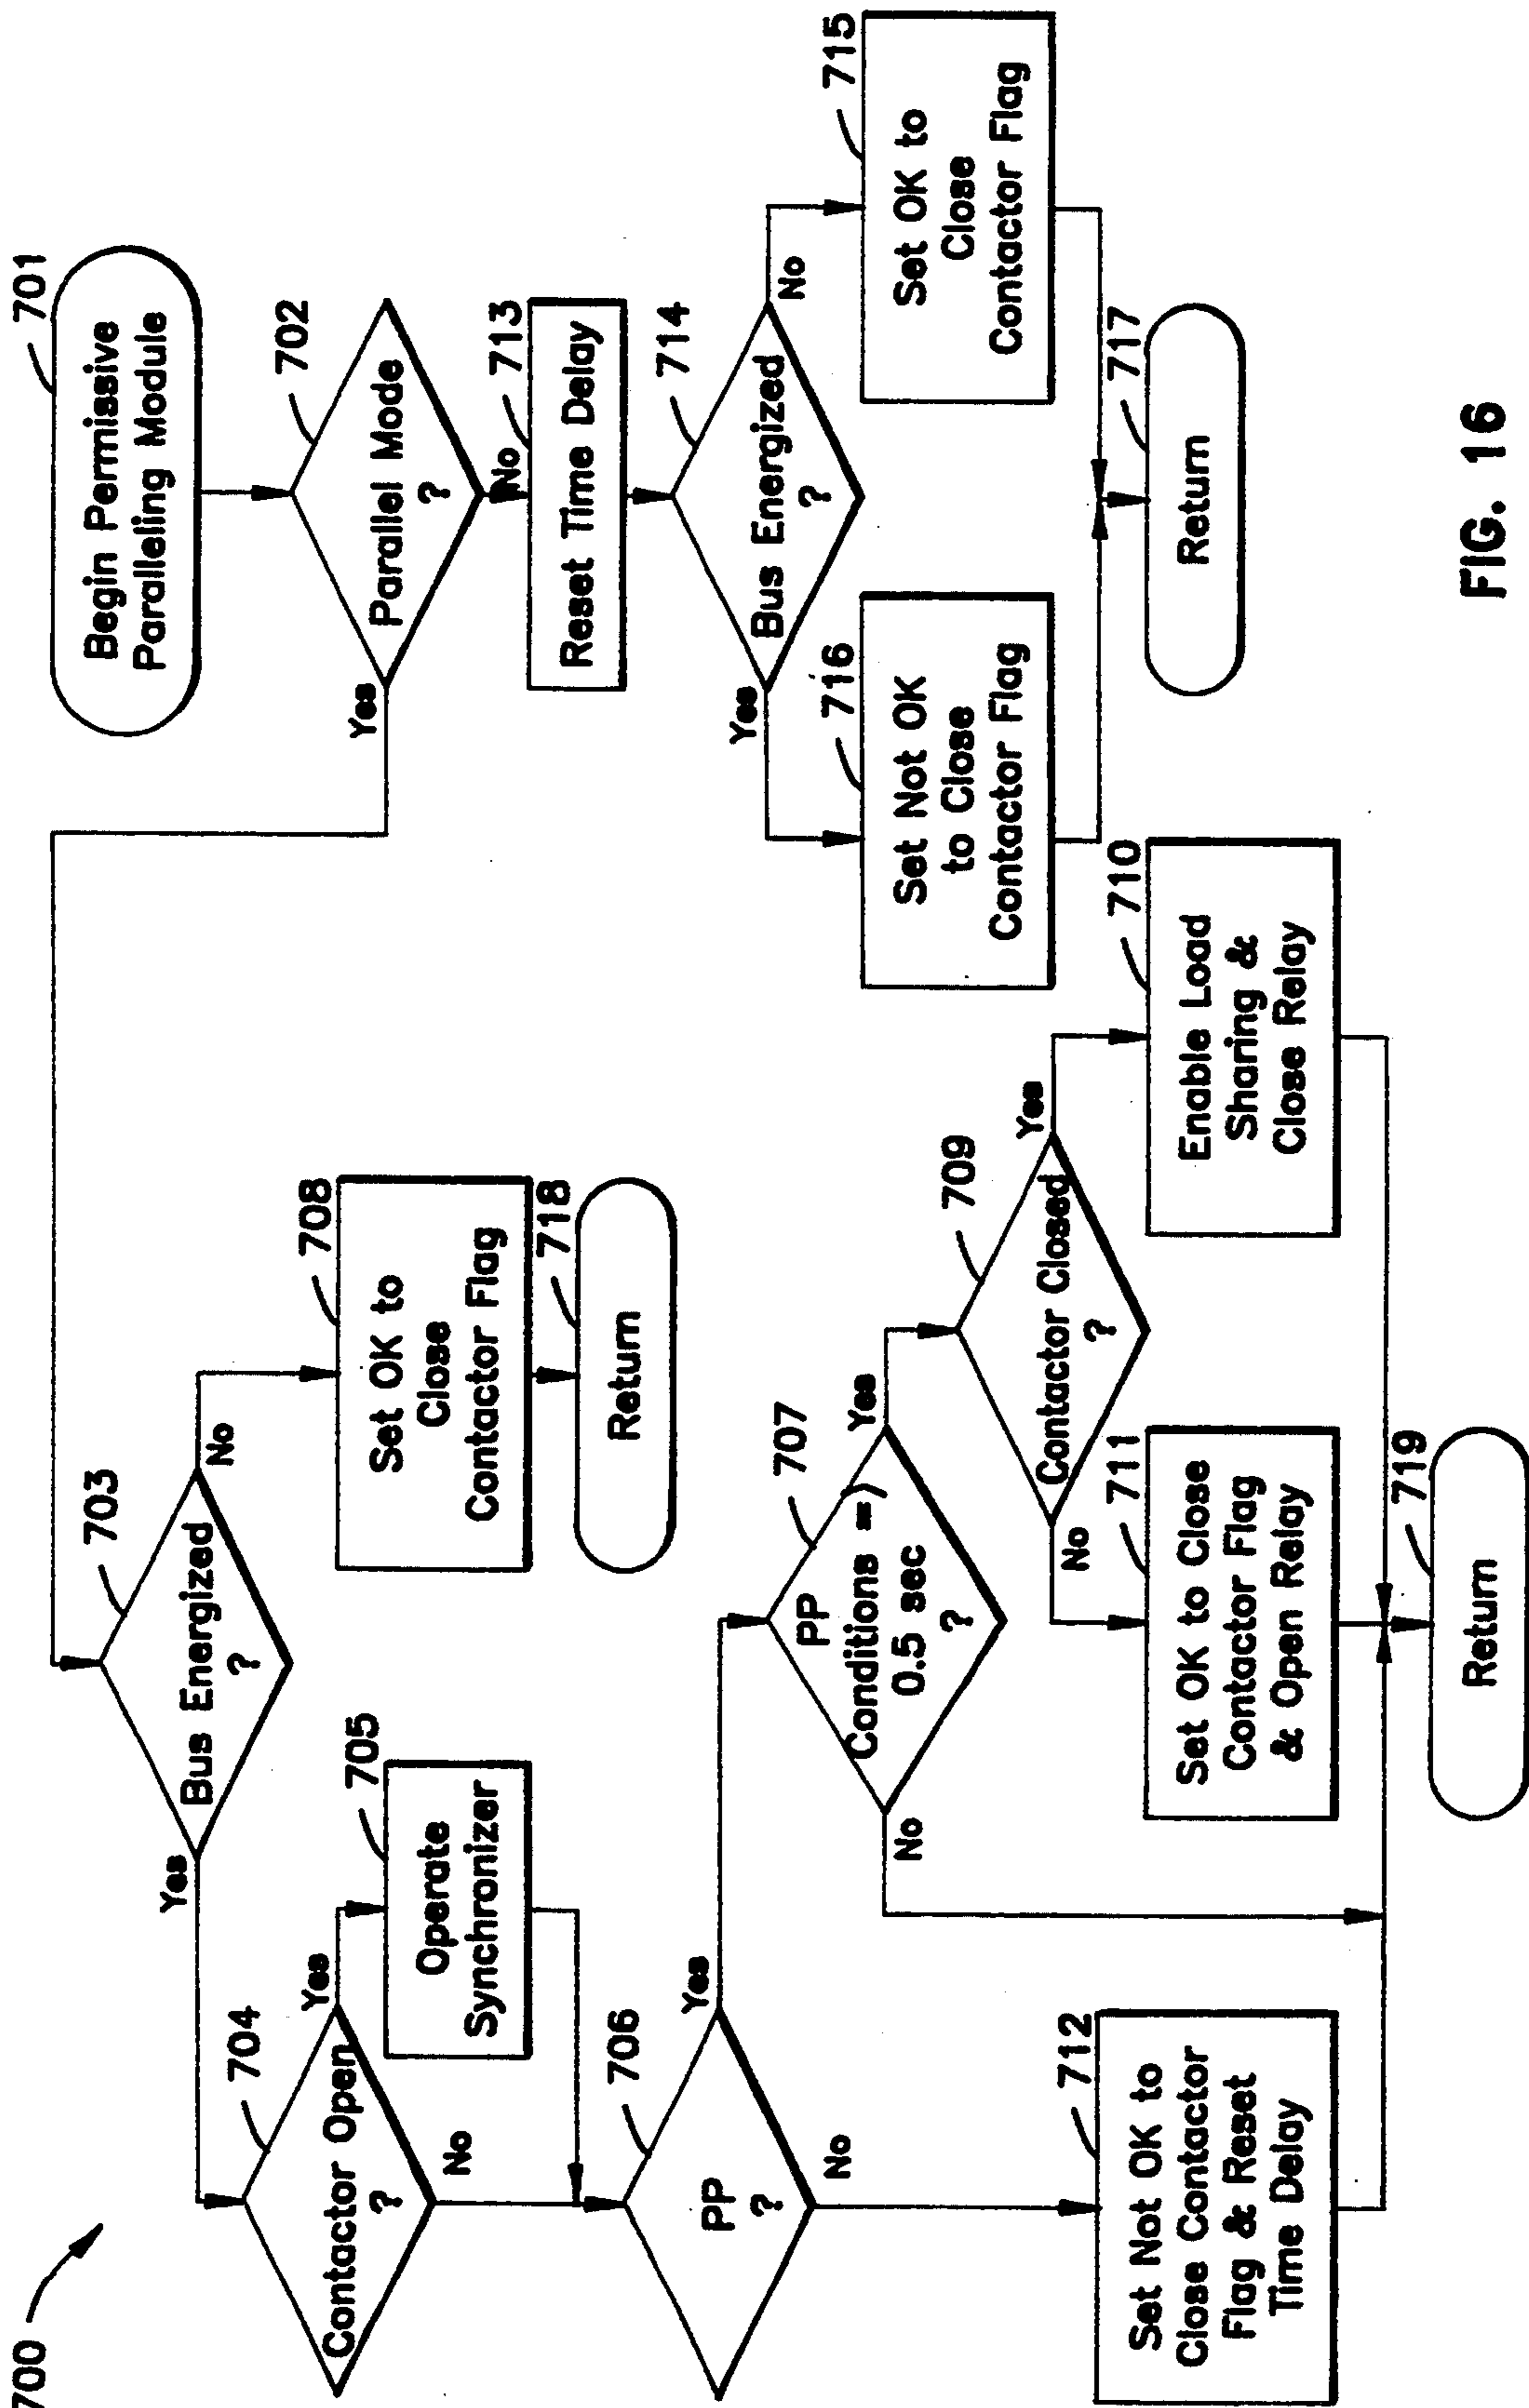 700
701
Begin Permissive
Paralleling Module
702
Parallel Mode
?
Yes
No
703
Bus Energized
?
Yes
No
704
Contactor Open
?
Yes
No
705
Operate
Synchronizer
708
Set OK to
Close
Contactor Flag
718
Return
713
Reset Time Delay
714
Bus Energized
?
Yes
No
706
PP
?
Yes
No
707
PP
Conditions =)
0.5 sec
?
Yes
No
709
Contactor Closed
?
Yes
No
716
Set Not OK
to Close
Contactor Flag
715
Set OK to
Close
Contactor Flag
712
Set Not OK to
Close Contactor
Flag & Reset
Time Delay
711
Set OK to Close
Contactor Flag
& Open Relay
710
Enable Load
Sharing &
Close Relay
717
Return
719
Return
FIG. 16